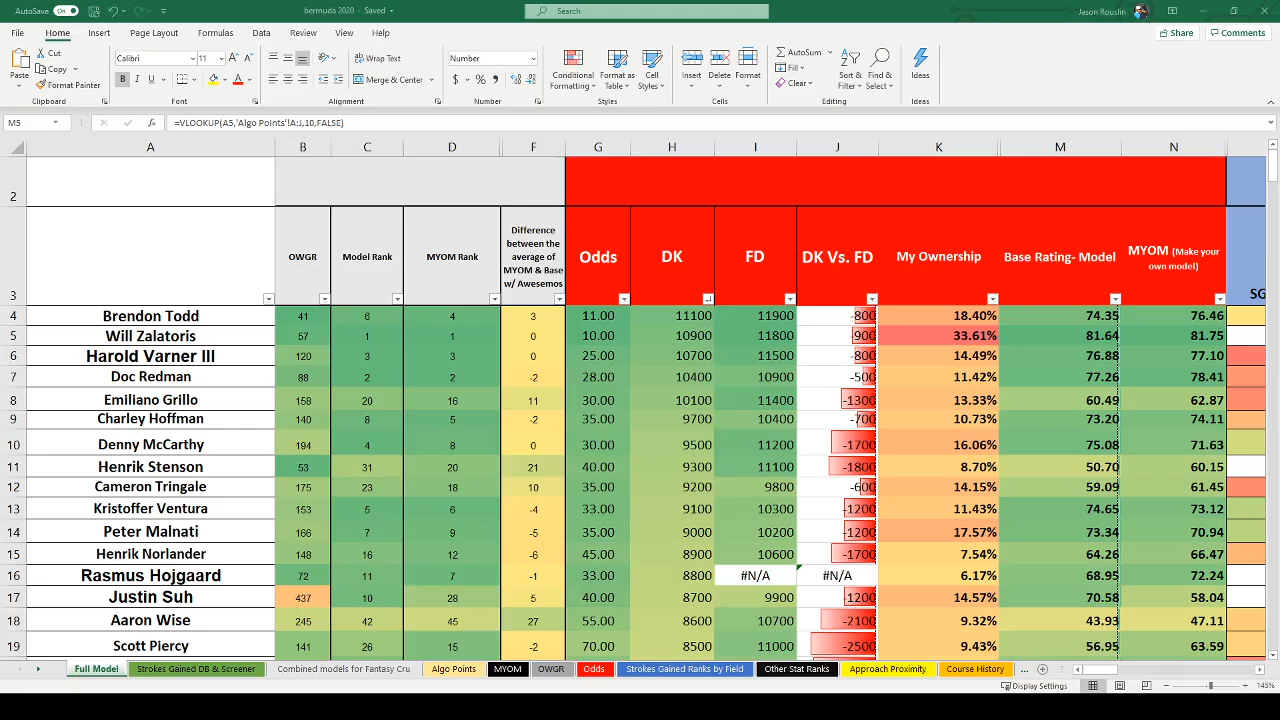 AutoSave On bermuda 2020 - Saved Search Jason Rouslin
File Home Insert Page Layout Formulas Data Review View Help Share Comments
Paste Cut Copy Format Painter Clipboard
Calibri 11 B I U Font
Wrap Text Merge & Center Alignment
Number $ % Number
Conditional Formatting Format as Table Cell Styles Styles
Insert Delete Format Cells
AutoSum Fill Clear Sort & Filter Find & Select Editing
Ideas Ideas
M5 fx =VLOOKUP(A5,'Algo Points'!A:J,10,FALSE)
A B C D F G H I J K L M N
2
3 OWGR Model Rank MYOM Rank Difference between the average of MYOM & Base w/ Awesemos Odds DK FD DK Vs. FD My Ownership Base Rating- Model MYOM (Make your own model) SG
4 Brendon Todd 41 6 4 3 11.00 11100 11900 -800 18.40% 74.35 76.46
5 Will Zalatoris 57 1 1 0 10.00 10900 11800 -900 33.61% 81.64 81.75
6 Harold Varner III 120 3 3 0 25.00 10700 11500 -800 14.49% 76.88 77.10
7 Doc Redman 88 2 2 -2 28.00 10400 10900 -500 11.42% 77.26 78.41
8 Emiliano Grillo 158 20 16 11 30.00 10100 11400 -1300 13.33% 60.49 62.87
9 Charley Hoffman 140 8 5 -2 35.00 9700 10400 -700 10.73% 73.20 74.11
10 Denny McCarthy 194 4 8 0 30.00 9500 11200 -1700 16.06% 75.08 71.63
11 Henrik Stenson 53 31 20 21 40.00 9300 11100 -1800 8.70% 50.70 60.15
12 Cameron Tringale 175 23 18 10 35.00 9200 9800 -600 14.15% 59.09 61.45
13 Kristoffer Ventura 153 5 6 -4 33.00 9100 10300 -1200 11.43% 74.65 73.12
14 Peter Malnati 166 7 9 -2 35.00 9000 10200 -1200 17.57% 73.34 70.94
15 Henrik Norlander 148 16 12 -6 45.00 8900 10600 -1700 7.54% 64.26 66.47
16 Rasmus Hojgaard 72 11 7 -1 33.00 8800 #N/A #N/A 6.17% 68.95 72.24
17 Justin Suh 437 10 28 5 40.00 8700 9900 -1200 14.57% 70.58 58.04
18 Aaron Wise 245 42 45 27 55.00 8600 10700 -2100 9.32% 43.93 47.11
19 Scott Piercy 141 26 15 -2 70.00 8500 11000 -2500 9.43% 56.95 63.59
Full Model Strokes Gained DB & Screener Combined models for Fantasy Cru Algo Points MYOM OWGR Odds Strokes Gained Ranks by Field Other Stat Ranks Approach Proximity Course History ...
Display Settings 145%